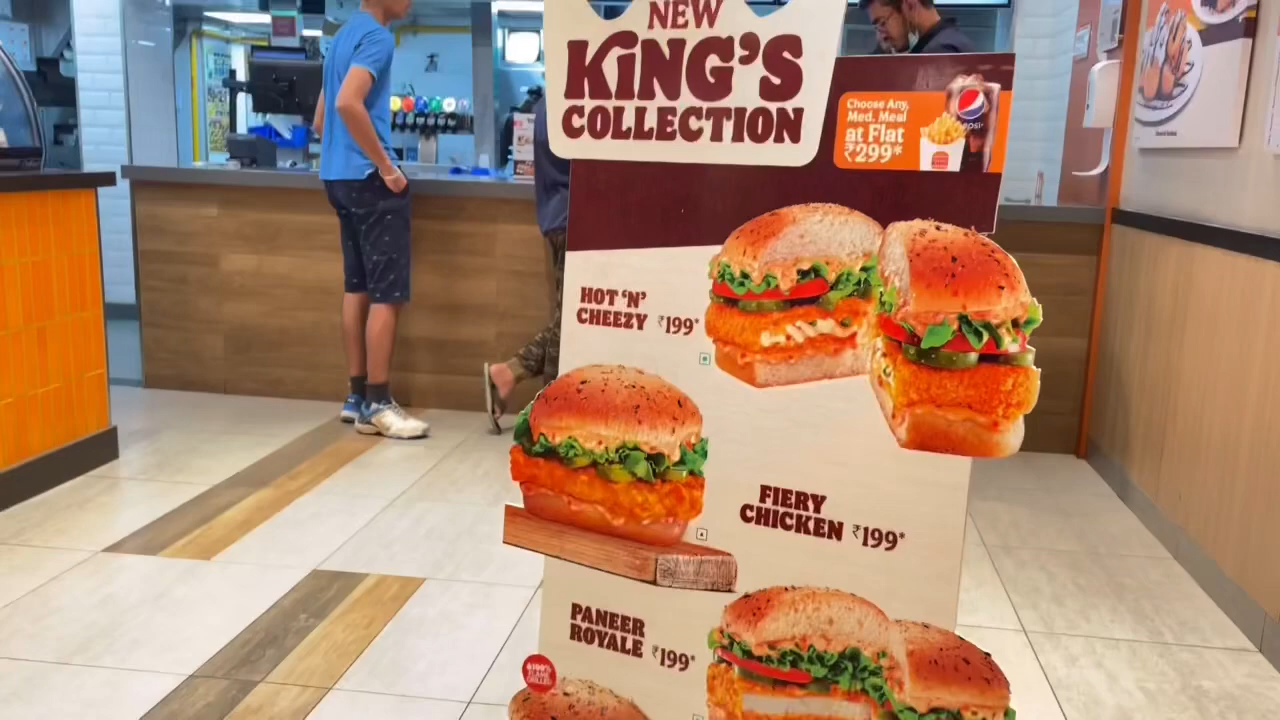 NEW
KING'S
COLLECTION
Choose Any
Med. Meal
at Flat
₹299*
HOT 'N'
CHEEZY ₹199*
FIERY
CHICKEN ₹199*
PANEER
ROYALE ₹199*